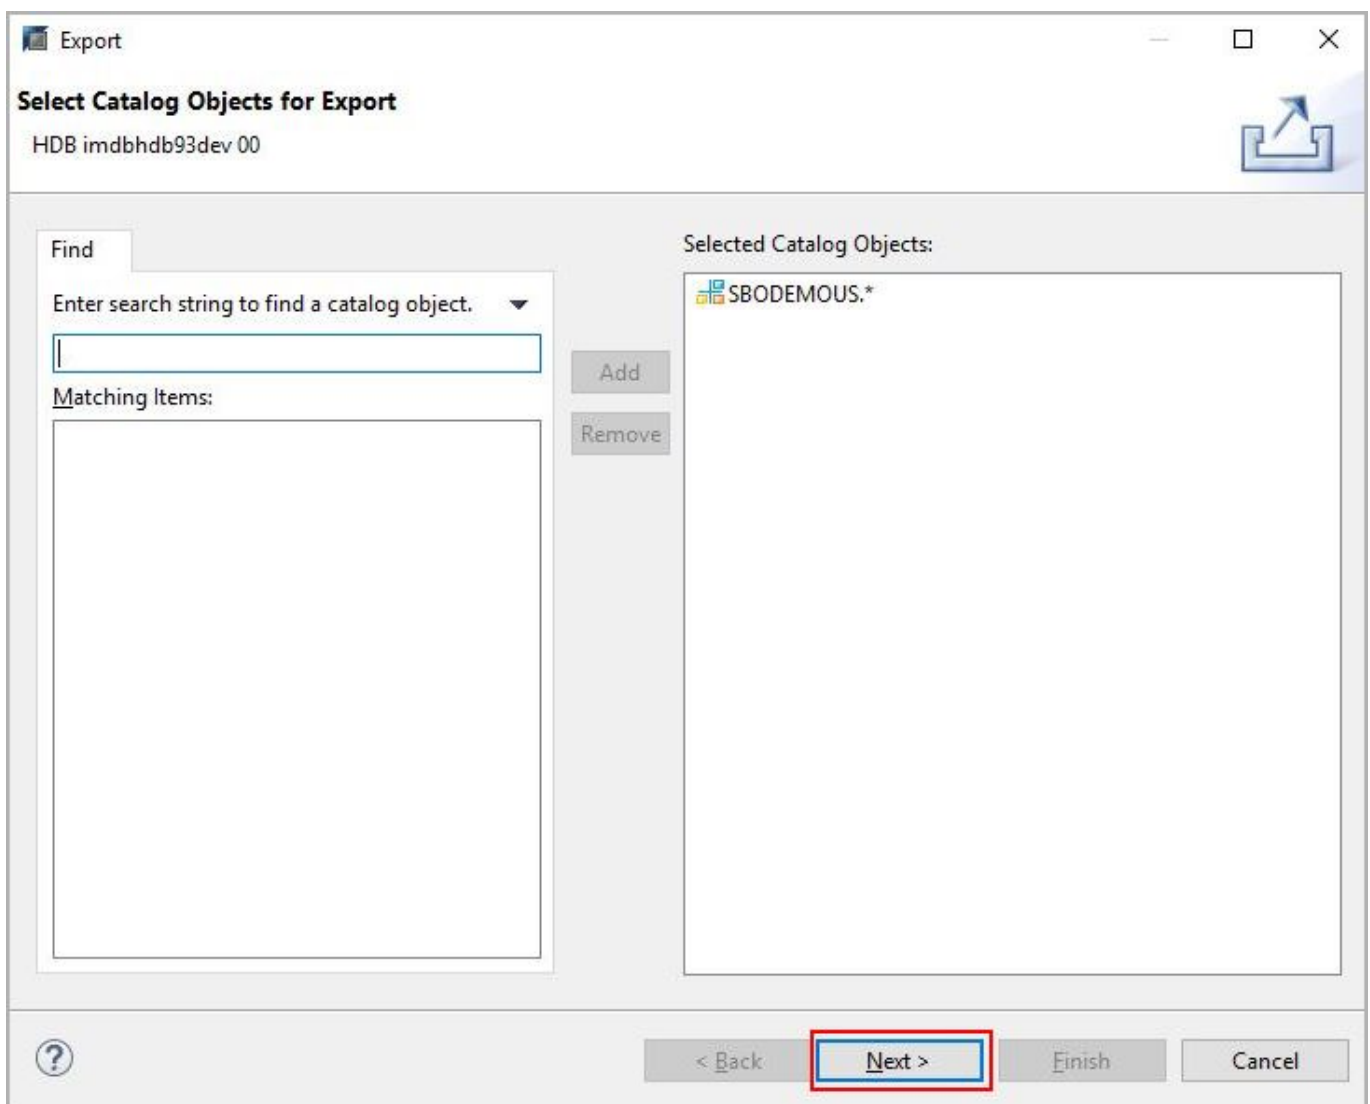 Export
Select Catalog Objects for Export
HDB imdbhdb93dev 00
Find
Enter search string to find a catalog object.
Matching Items:
Add
Remove
Selected Catalog Objects:
SBODEMOUS.*
?
< Back
Next >
Finish
Cancel